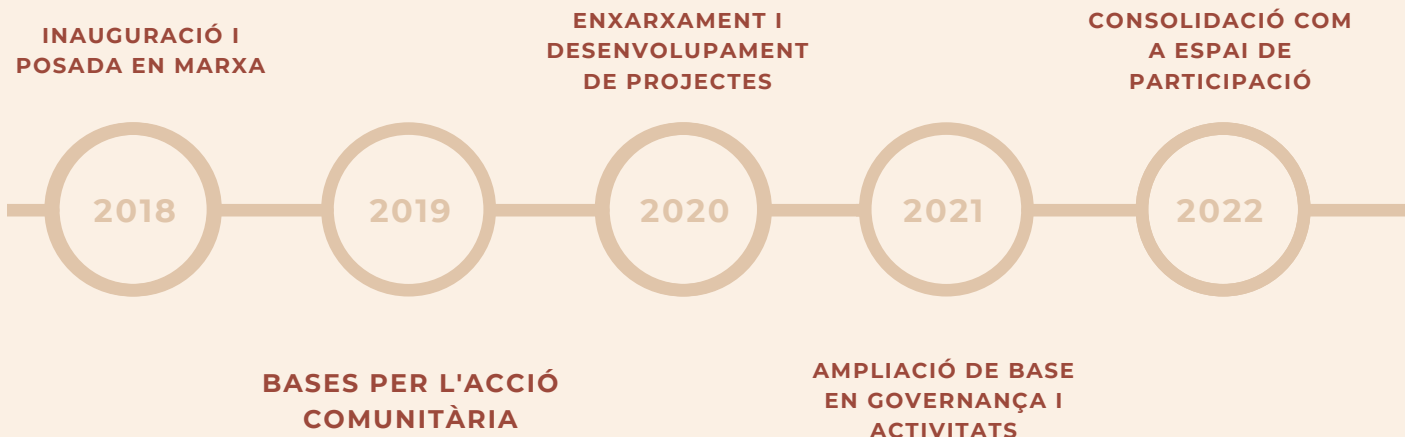 INAUGURACIÓ I
POSADA EN MARXA
ENXARXAMENT I
DESENVOLUPAMENT
DE PROJECTES
CONSOLIDACIÓ COM
A ESPAI DE
PARTICIPACIÓ
2018
2019
2020
2021
2022
BASES PER L'ACCIÓ
COMUNITÀRIA
AMPLIACIÓ DE BASE
EN GOVERNANÇA I
ACTIVITATS